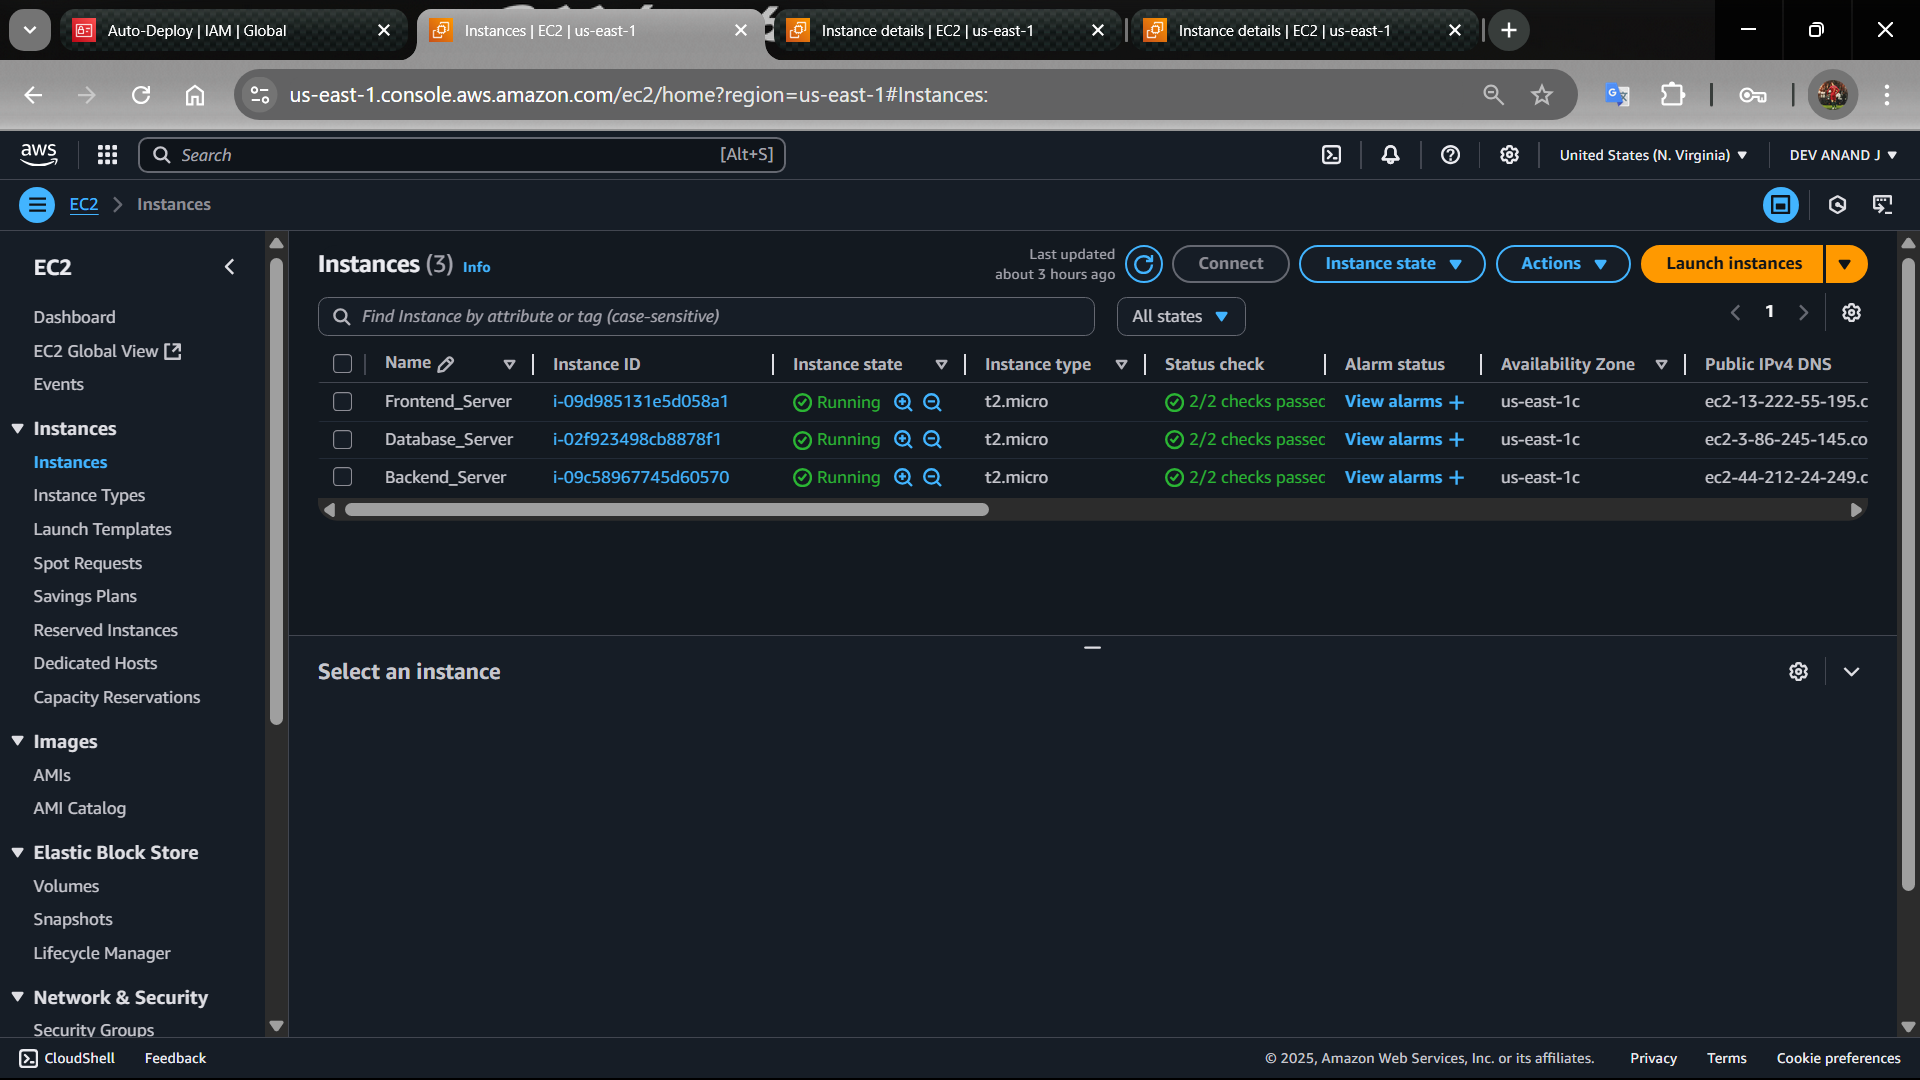 Auto-Deploy | IAM | Global
Instances | EC2 | us-east-1
Instance details | EC2 | us-east-1
Instance details | EC2 | us-east-1
us-east-1.console.aws.amazon.com/ec2/home?region=us-east-1#Instances:
aws
Search
[Alt+S]
United States (N. Virginia)
DEV ANAND J
EC2
Instances
EC2
Dashboard
EC2 Global View
Events
Instances
Instances
Instance Types
Launch Templates
Spot Requests
Savings Plans
Reserved Instances
Dedicated Hosts
Capacity Reservations
Images
AMIs
AMI Catalog
Elastic Block Store
Volumes
Snapshots
Lifecycle Manager
Network & Security
Security Groups
Instances (3) Info
Last updated
about 3 hours ago
Connect
Instance state
Actions
Launch instances
Find Instance by attribute or tag (case-sensitive)
All states
1
Name Instance ID Instance state Instance type Status check Alarm status Availability Zone Public IPv4 DNS
Frontend_Server i-09d985131e5d058a1 Running t2.micro 2/2 checks passed View alarms + us-east-1c ec2-13-222-55-195.c
Database_Server i-02f923498cb8878f1 Running t2.micro 2/2 checks passed View alarms + us-east-1c ec2-3-86-245-145.co
Backend_Server i-09c58967745d60570 Running t2.micro 2/2 checks passed View alarms + us-east-1c ec2-44-212-24-249.c
Select an instance
CloudShell
Feedback
© 2025, Amazon Web Services, Inc. or its affiliates.
Privacy
Terms
Cookie preferences